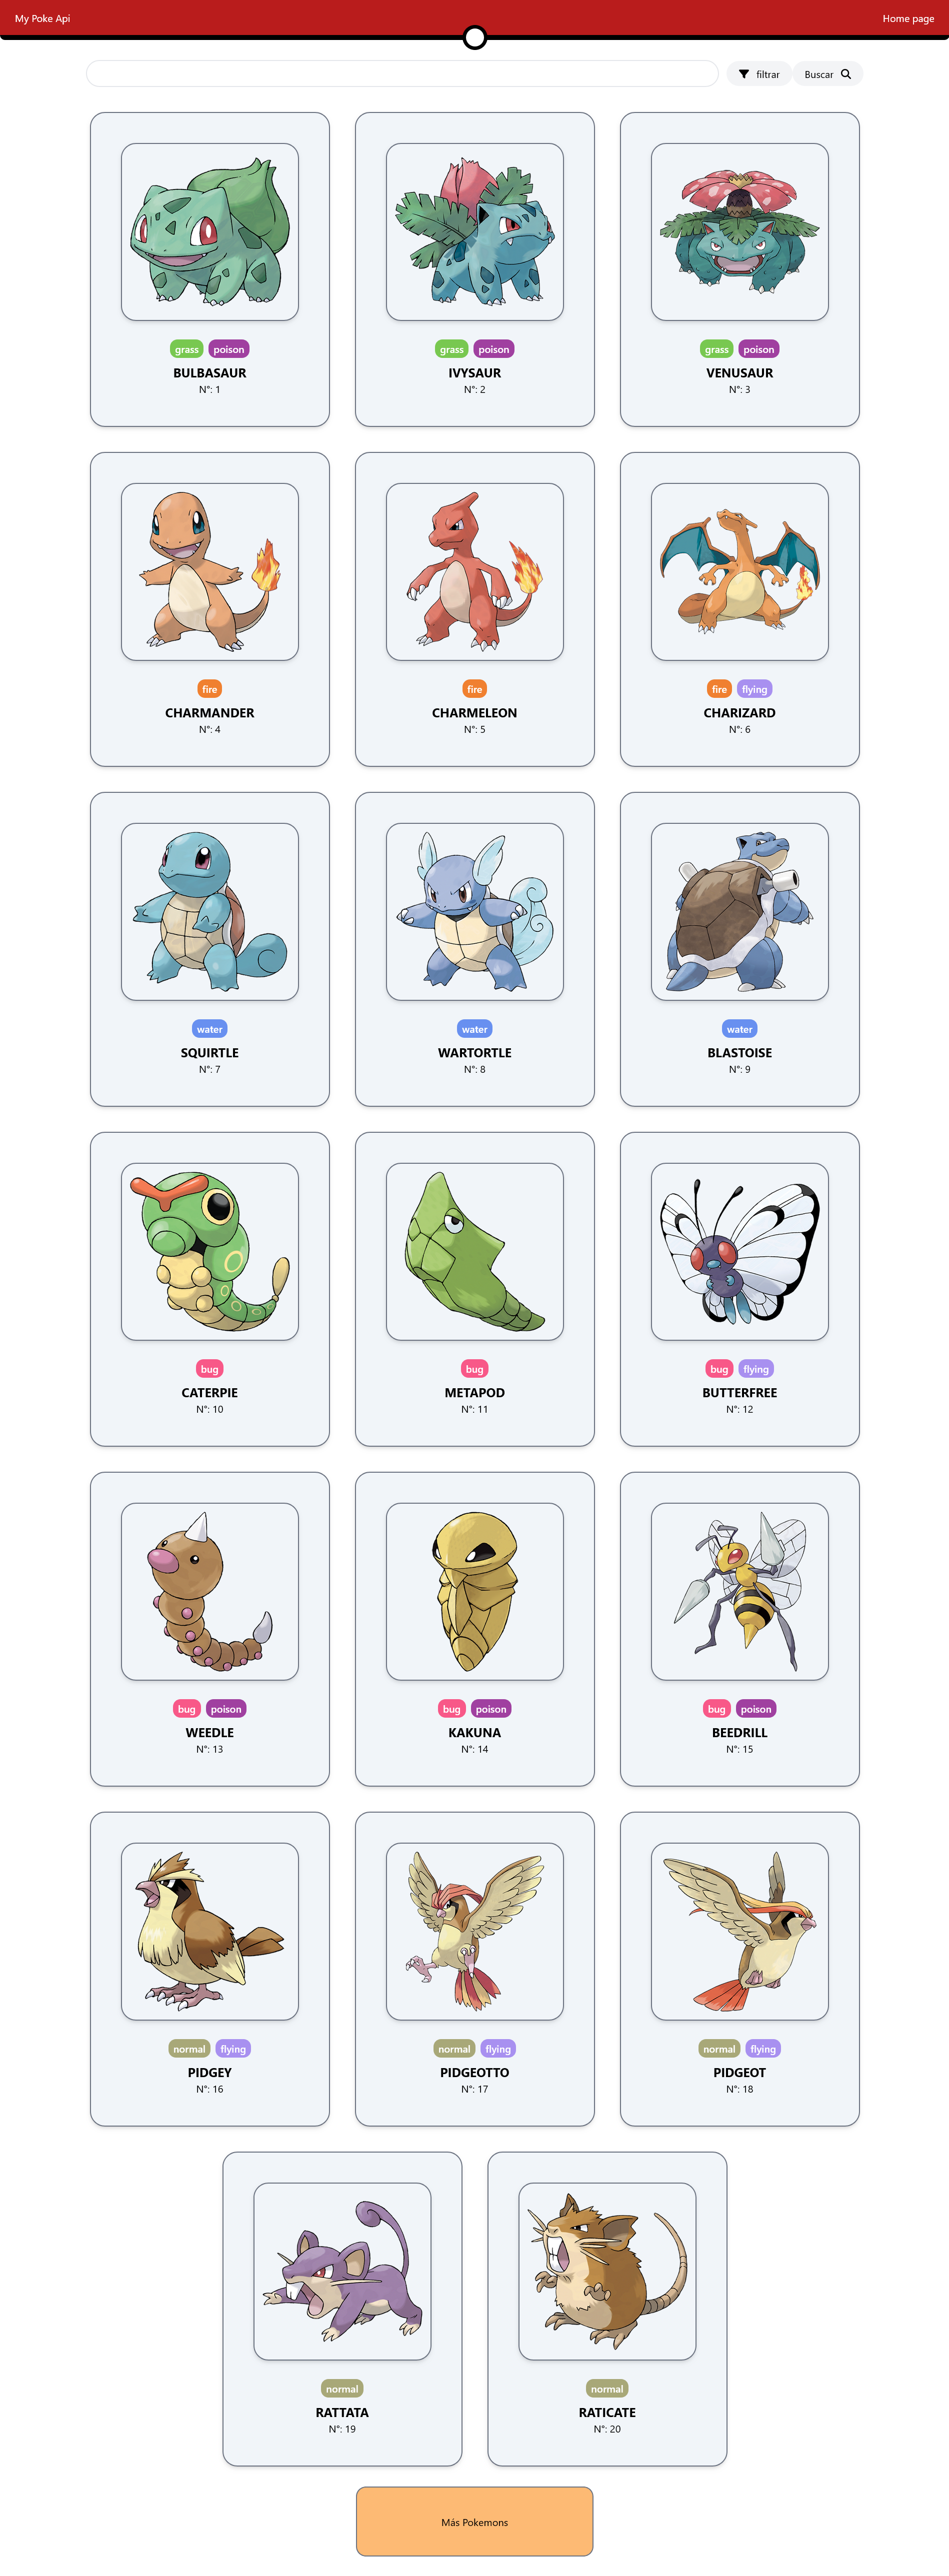 My Poke Api
Home page
filtrar
Buscar
grass poison
BULBASAUR
N°: 1
grass poison
IVYSAUR
N°: 2
grass poison
VENUSAUR
N°: 3
fire
CHARMANDER
N°: 4
fire
CHARMELEON
N°: 5
fire flying
CHARIZARD
N°: 6
water
SQUIRTLE
N°: 7
water
WARTORTLE
N°: 8
water
BLASTOISE
N°: 9
bug
CATERPIE
N°: 10
bug
METAPOD
N°: 11
bug flying
BUTTERFREE
N°: 12
bug poison
WEEDLE
N°: 13
bug poison
KAKUNA
N°: 14
bug poison
BEEDRILL
N°: 15
normal flying
PIDGEY
N°: 16
normal flying
PIDGEOTTO
N°: 17
normal flying
PIDGEOT
N°: 18
normal
RATTATA
N°: 19
normal
RATICATE
N°: 20
Más Pokemons